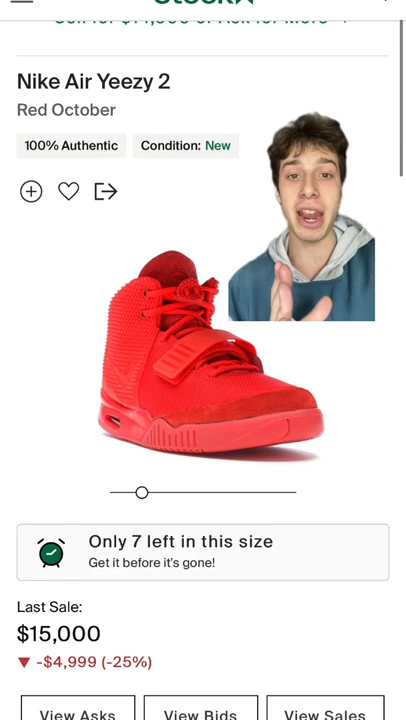 StockX
Nike Air Yeezy 2
Red October
100% Authentic
Condition: New
Only 7 left in this size
Get it before it's gone!
Last Sale:
$15,000
▼ -$4,999 (-25%)
View Asks
View Bids
View Sales